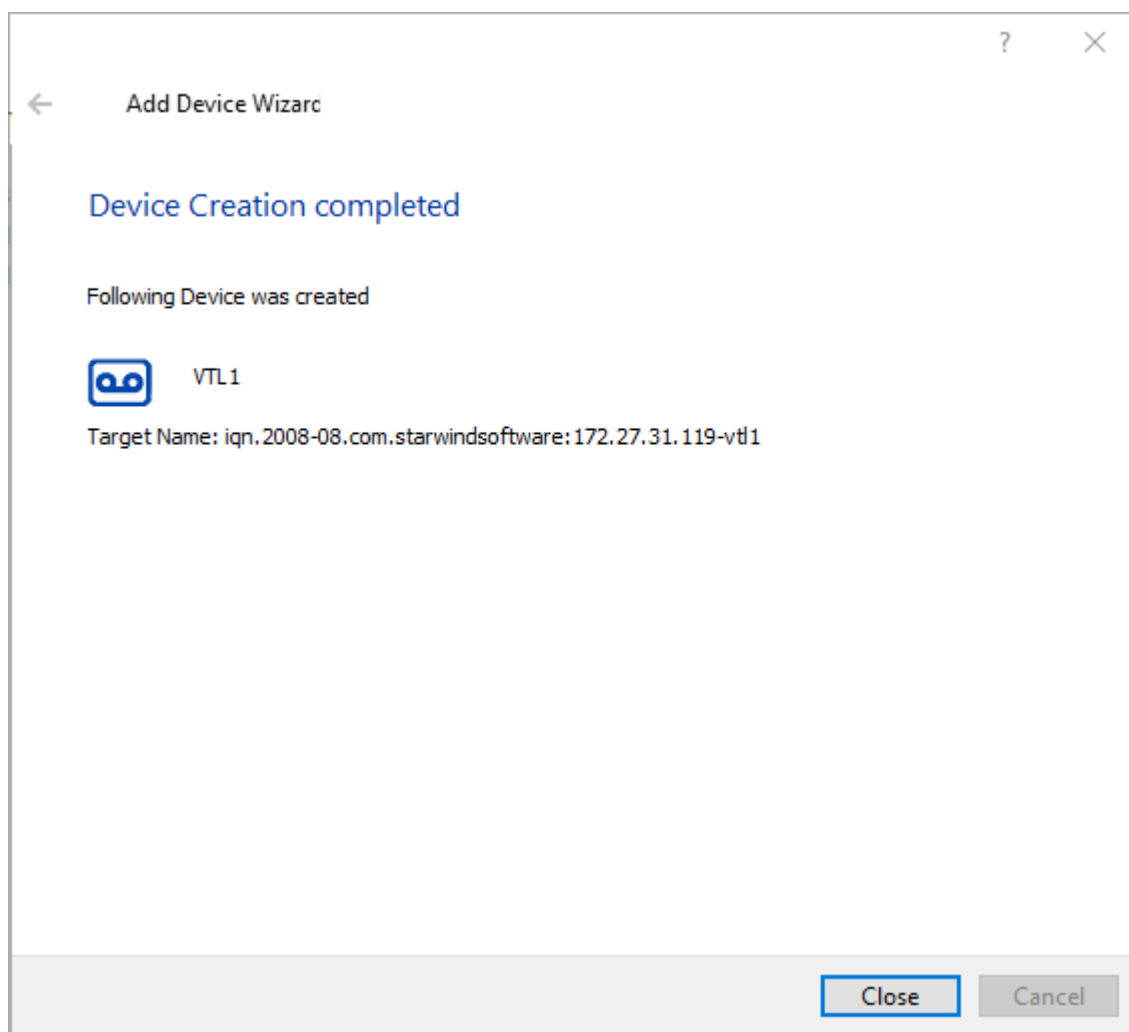 ?
Add Device Wizard
Device Creation completed
Following Device was created
VTL1
Target Name: iqn.2008-08.com.starwindsoftware:172.27.31.119-vtl1
Close
Cancel